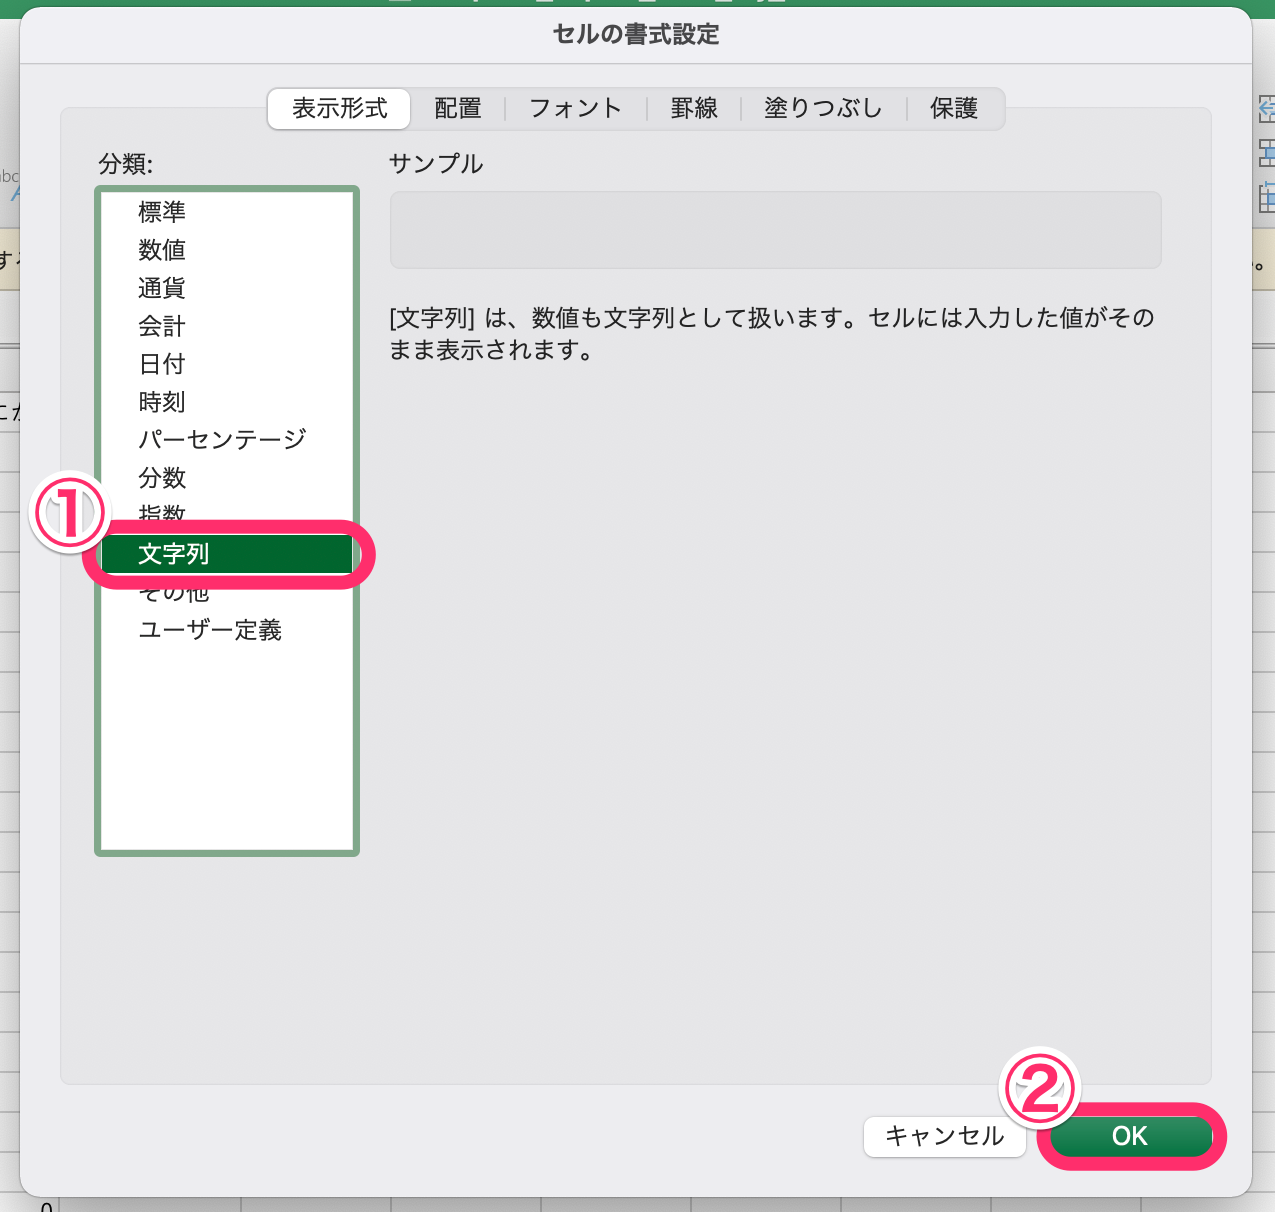 セルの書式設定
表示形式 配置 フォント 罫線 塗りつぶし 保護
分類:
サンプル
標準
数値
通貨
会計
日付
時刻
パーセンテージ
分数
指数
文字列
その他
ユーザー定義
[文字列] は、数値も文字列として扱います。セルには入力した値がその
まま表示されます。
①
②
キャンセル
OK
abc
0